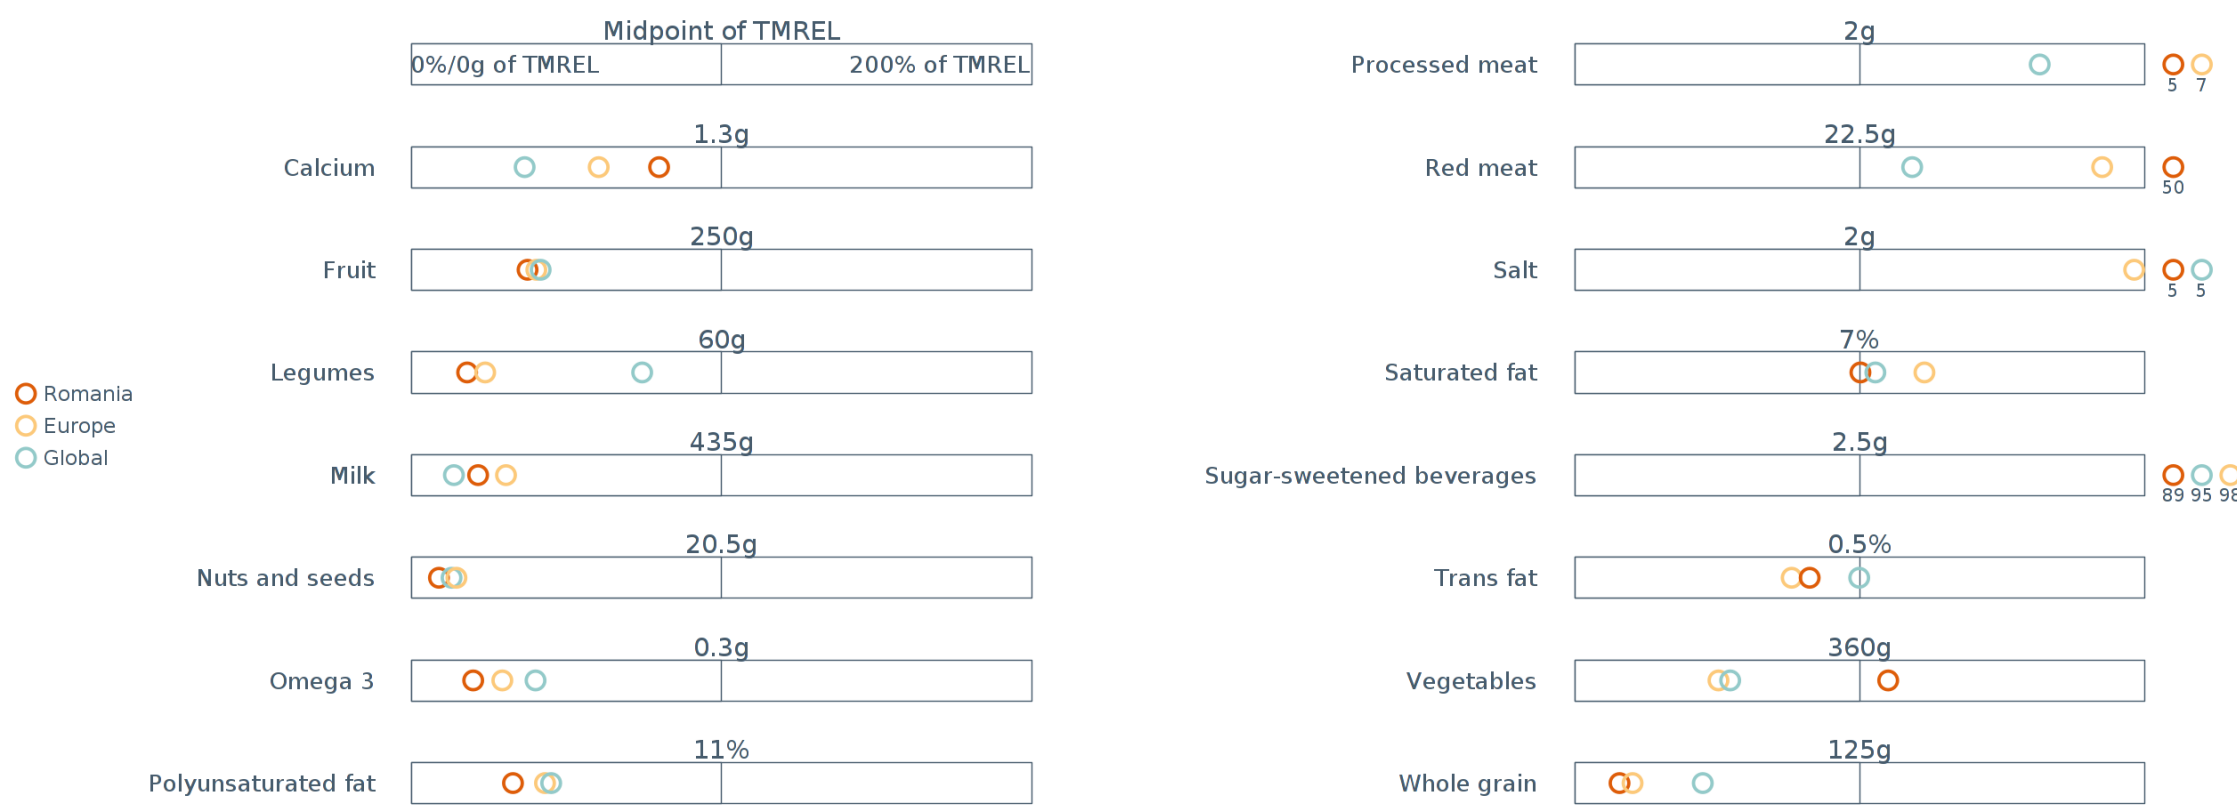 Midpoint of TMREL
0%/0g of TMREL 200% of TMREL
1.3g
Calcium
250g
Fruit
60g
Legumes
435g
Milk
20.5g
Nuts and seeds
0.3g
Omega 3
11%
Polyunsaturated fat
Romania
Europe
Global
2g
Processed meat
5 7
22.5g
Red meat
50
2g
Salt
5 5
7%
Saturated fat
2.5g
Sugar-sweetened beverages
89 95 98
0.5%
Trans fat
360g
Vegetables
125g
Whole grain